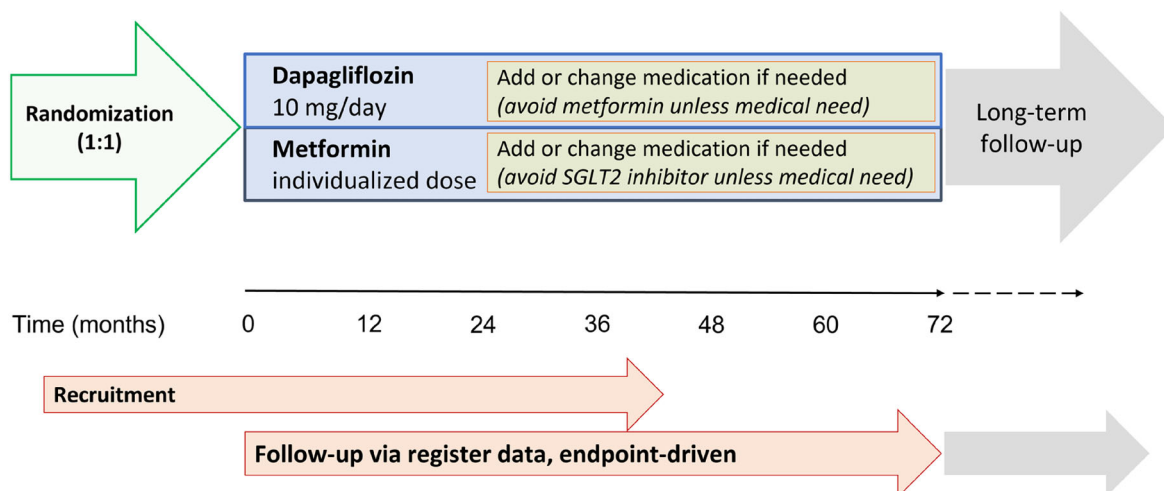 Randomization
(1:1)
Dapagliflozin
10 mg/day
Add or change medication if needed
(avoid metformin unless medical need)
Metformin
individualized dose
Add or change medication if needed
(avoid SGLT2 inhibitor unless medical need)
Long-term
follow-up
Time (months) 0 12 24 36 48 60 72
Recruitment
Follow-up via register data, endpoint-driven